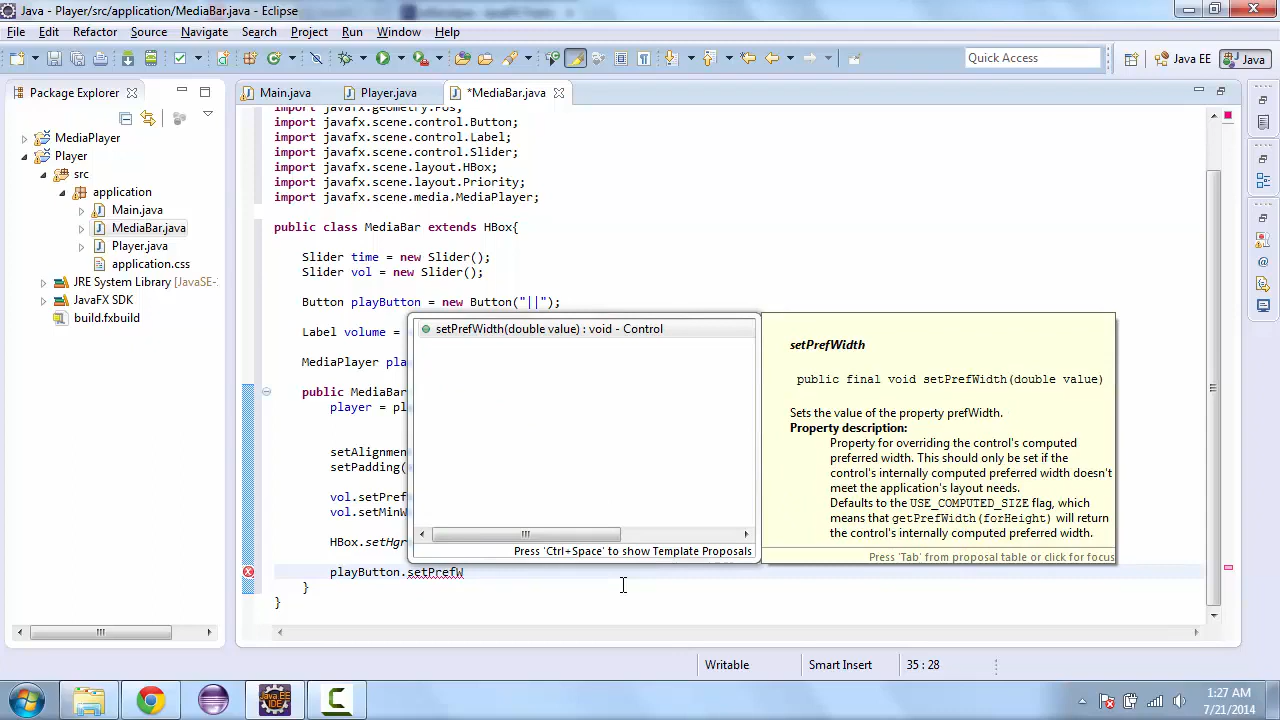 Java - Player/src/application/MediaBar.java - Eclipse
File Edit Refactor Source Navigate Search Project Run Window Help
Quick Access
Java EE
Java
Package Explorer
Main.java
Player.java
*MediaBar.java
MediaPlayer
Player
src
application
Main.java
MediaBar.java
Player.java
application.css
JRE System Library [JavaSE-
JavaFX SDK
build.fxbuild
import javafx.geometry.Pos;
import javafx.scene.control.Button;
import javafx.scene.control.Label;
import javafx.scene.control.Slider;
import javafx.scene.layout.HBox;
import javafx.scene.layout.Priority;
import javafx.scene.media.MediaPlayer;
public class MediaBar extends HBox{
Slider time = new Slider();
Slider vol = new Slider();
Button playButton = new Button("||");
Label volume =
MediaPlayer pla
public MediaBar
player = pl
setAlignmen
setPadding(
vol.setPref
vol.setMinW
HBox.setHgr
playButton.setPrefW
}
}
setPrefWidth(double value) : void - Control
Press 'Ctrl+Space' to show Template Proposals
setPrefWidth
public final void setPrefWidth(double value)
Sets the value of the property prefWidth.
Property description:
Property for overriding the control's computed
preferred width. This should only be set if the
control's internally computed preferred width doesn't
meet the application's layout needs.
Defaults to the USE_COMPUTED_SIZE flag, which
means that getPrefWidth(forHeight) will return
the control's internally computed preferred width.
Press 'Tab' from proposal table or click for focus
Writable
Smart Insert
35 : 28
1:27 AM
7/21/2014